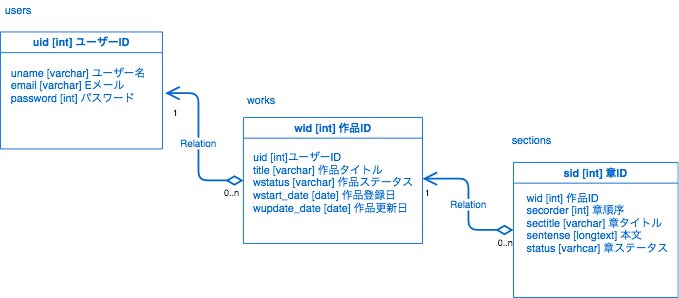 users
uid [int] ユーザーID
uname [varchar] ユーザー名
email [varchar] Eメール
password [int] パスワード
1
Relation
0..n
works
wid [int] 作品ID
uid [int]ユーザーID
title [varchar] 作品タイトル
wstatus [varchar] 作品ステータス
wstart_date [date] 作品登録日
wupdate_date [date] 作品更新日
1
Relation
0..n
sections
sid [int] 章ID
wid [int] 作品ID
secorder [int] 章順序
sectitle [varchar] 章タイトル
sentense [longtext] 本文
status [varhcar] 章ステータス